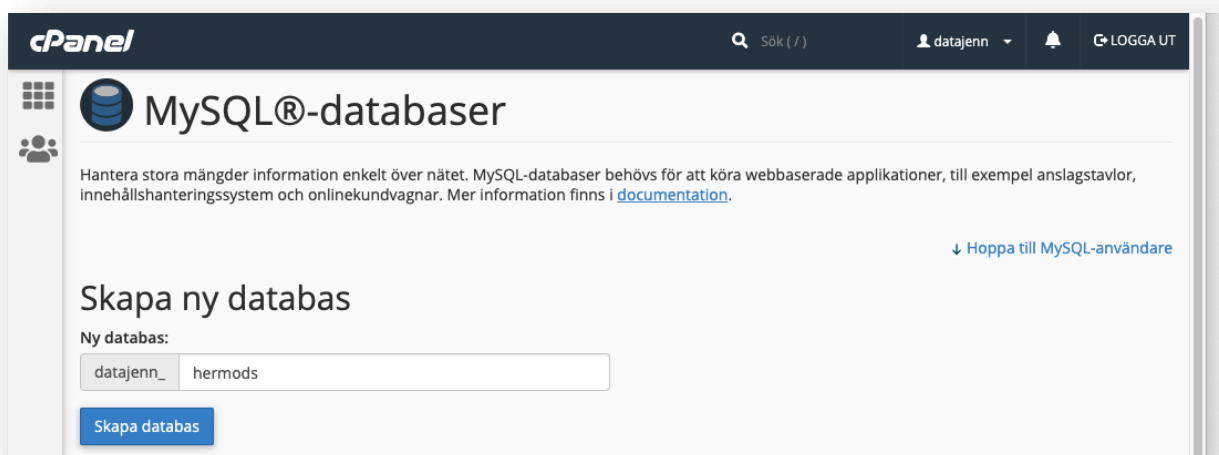 cPanel
Sök ( / )
datajenn
LOGGA UT
MySQL®-databaser
Hantera stora mängder information enkelt över nätet. MySQL-databaser behövs för att köra webbaserade applikationer, till exempel anslagstavlor,
innehållshanteringssystem och onlinekundvagnar. Mer information finns i documentation.
↓ Hoppa till MySQL-användare
Skapa ny databas
Ny databas:
datajenn_ hermods
Skapa databas